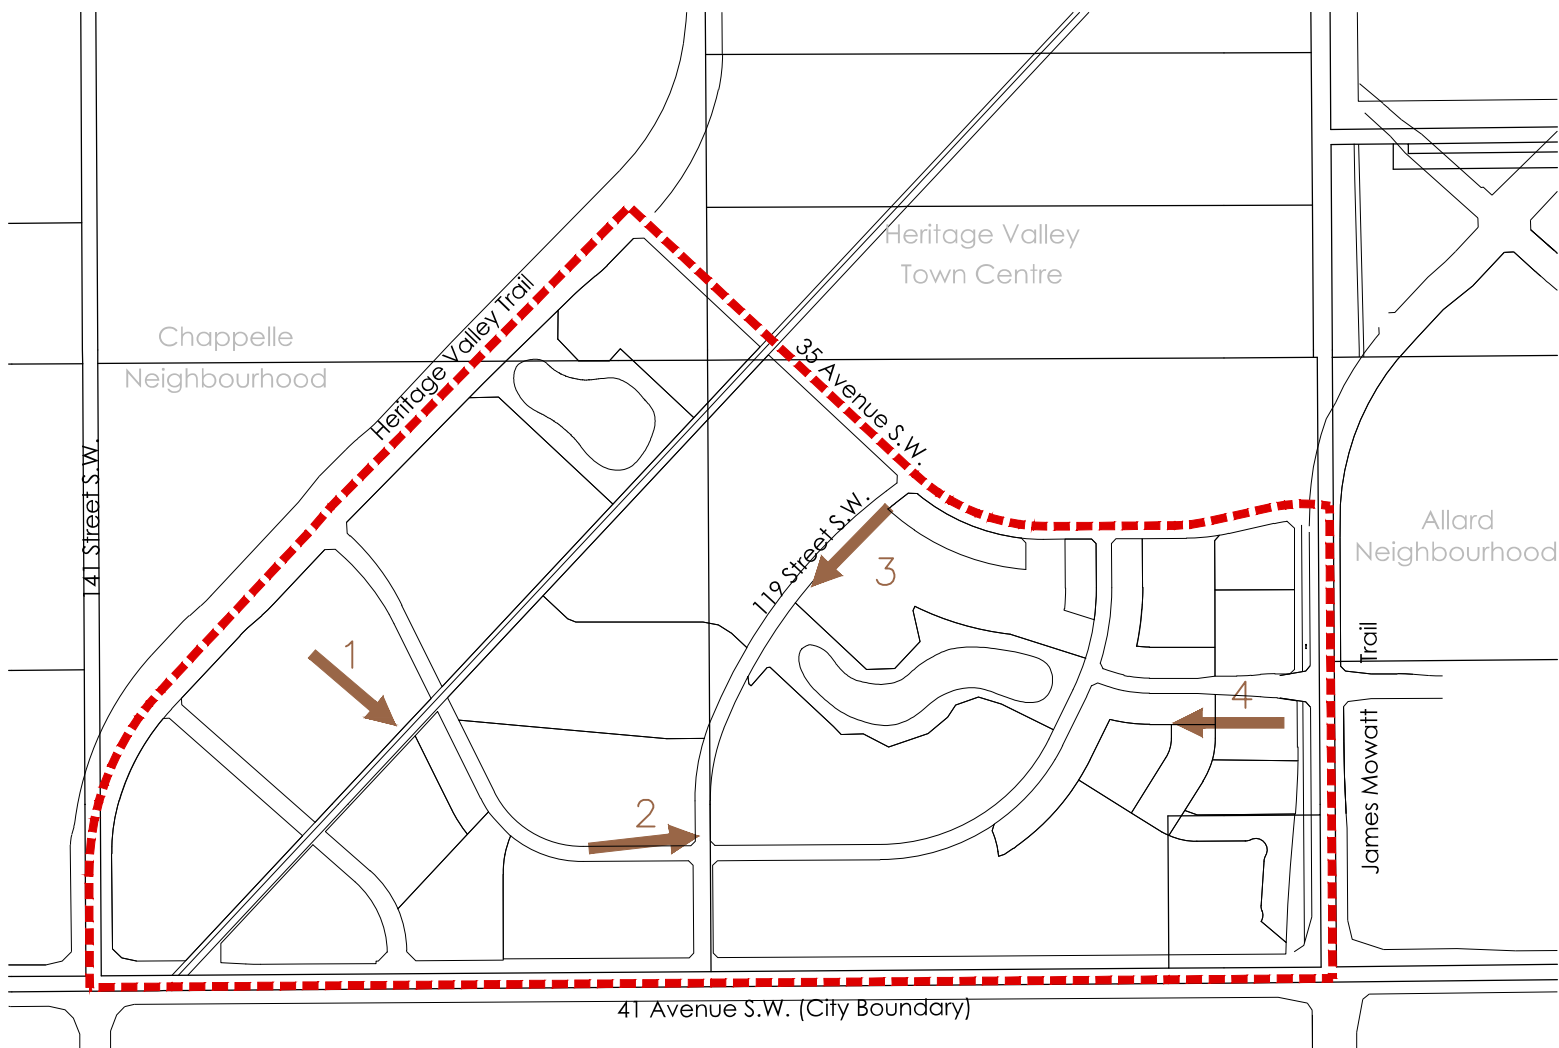 Heritage Valley
Town Centre
Chappelle
Neighbourhood
Heritage Valley Trail
35 Avenue S.W.
141 Street S.W.
119 Street S.W.
Allard
Neighbourhood
1
2
3
4
James Mowatt Trail
41 Avenue S.W. (City Boundary)